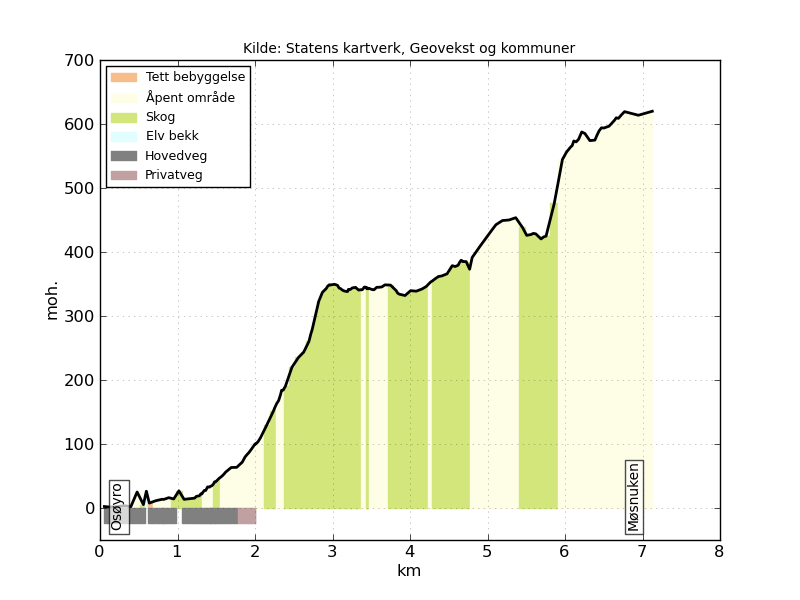 Kilde: Statens kartverk, Geovekst og kommuner
700
600
500
400
300
200
100
0
moh.
Tett bebyggelse
Åpent område
Skog
Elv bekk
Hovedveg
Privatveg
Osøyro
Møsnuken
0 1 2 3 4 5 6 7 8
km